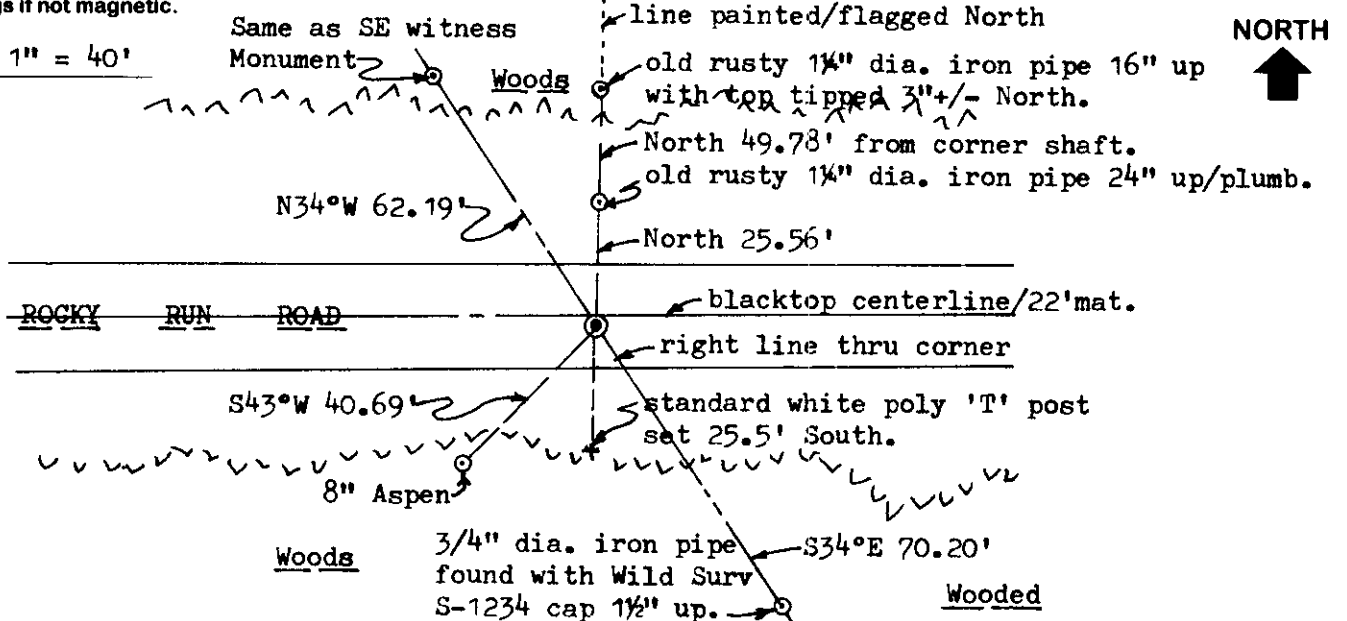 gs if not magnetic.
1" = 40'
Same as SE witness
Monument
Woods
line painted/flagged North
NORTH
old rusty 1¼" dia. iron pipe 16" up
with top tipped 3"+/- North.
North 49.78' from corner shaft.
old rusty 1¼" dia. iron pipe 24" up/plumb.
N34°W 62.19'
North 25.56'
blacktop centerline/22'mat.
ROCKY RUN ROAD
right line thru corner
S43°W 40.69'
standard white poly 'T' post
set 25.5' South.
8" Aspen
Woods
3/4" dia. iron pipe
found with Wild Surv
S-1234 cap 1½" up.
S34°E 70.20'
Wooded